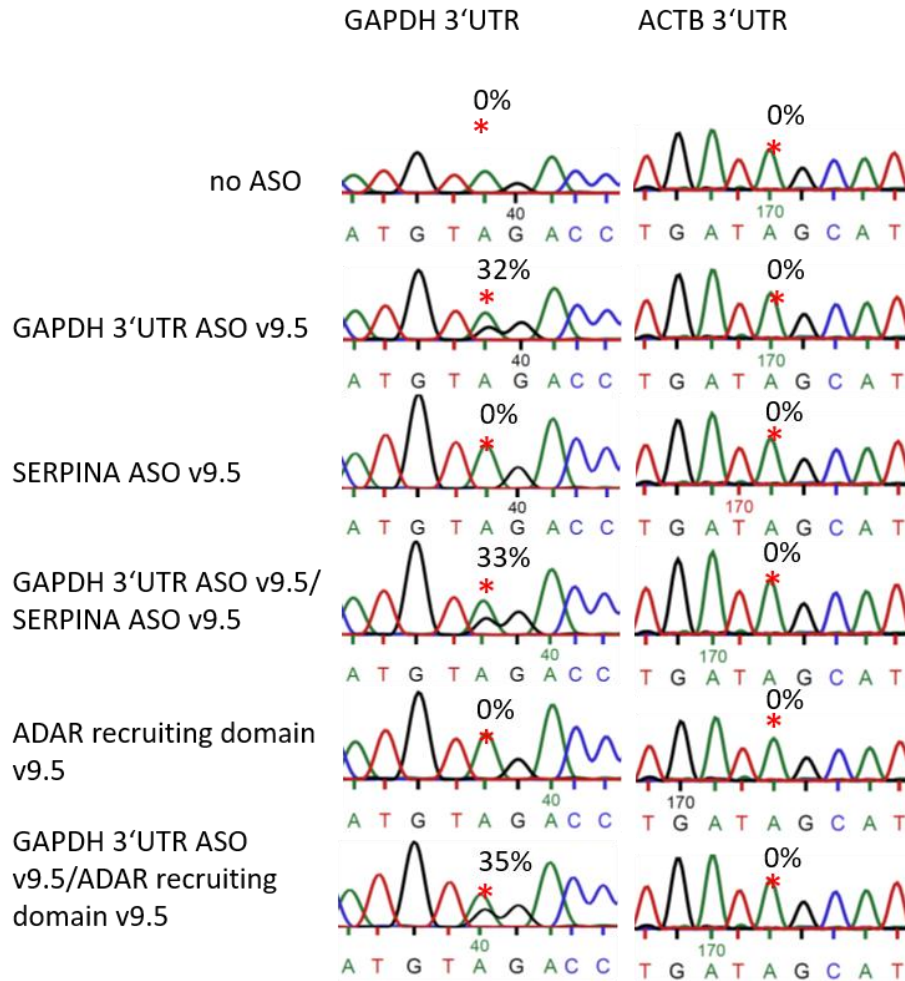 GAPDH 3‘UTR ACTB 3‘UTR
0% 0%
* *
no ASO
40 170
A T G T A G A C C T G A T A G C A T
32% 0%
* *
GAPDH 3‘UTR ASO v9.5
40 170
A T G T A G A C C T G A T A G C A T
0% 0%
* *
SERPINA ASO v9.5
40 170
A T G T A G A C C T G A T A G C A T
33% 0%
* *
GAPDH 3‘UTR ASO v9.5/
SERPINA ASO v9.5
40 170
A T G T A G A C C T G A T A G C A T
0% 0%
* *
ADAR recruiting domain
v9.5
40 170
A T G T A G A C C T G A T A G C A T
35% 0%
* *
GAPDH 3‘UTR ASO
v9.5/ADAR recruiting
domain v9.5
40 170
A T G T A G A C C T G A T A G C A T